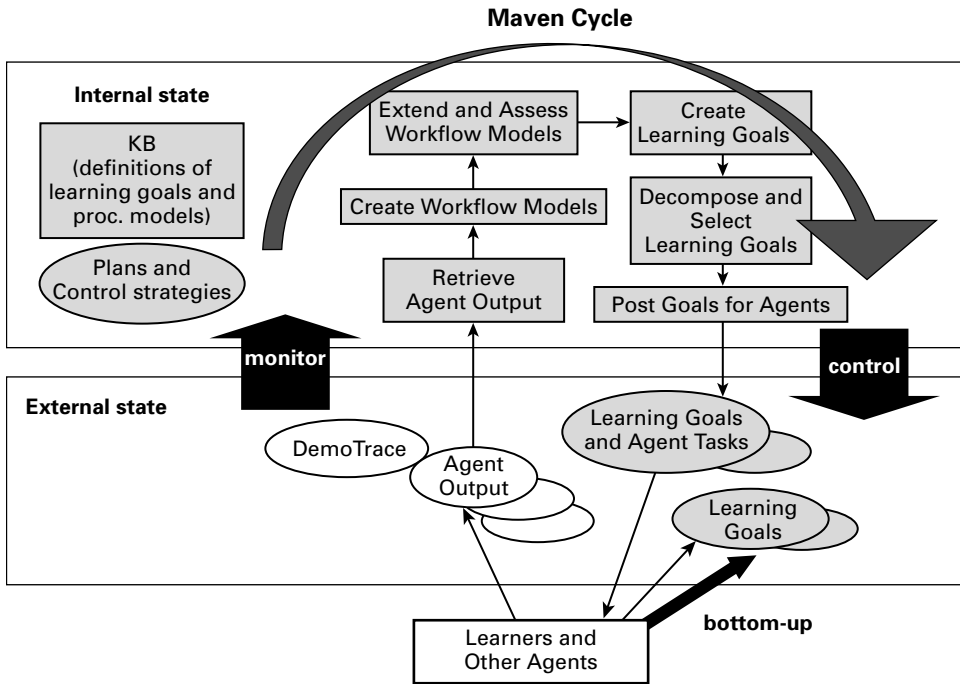 Maven Cycle
Internal state
KB
(definitions of
learning goals and
proc. models)
Plans and
Control strategies
Extend and Assess
Workflow Models
Create Workflow Models
Retrieve
Agent Output
Create
Learning Goals
Decompose and
Select
Learning Goals
Post Goals for Agents
monitor
control
External state
DemoTrace
Agent
Output
Learning Goals
and Agent Tasks
Learning
Goals
bottom-up
Learners and
Other Agents